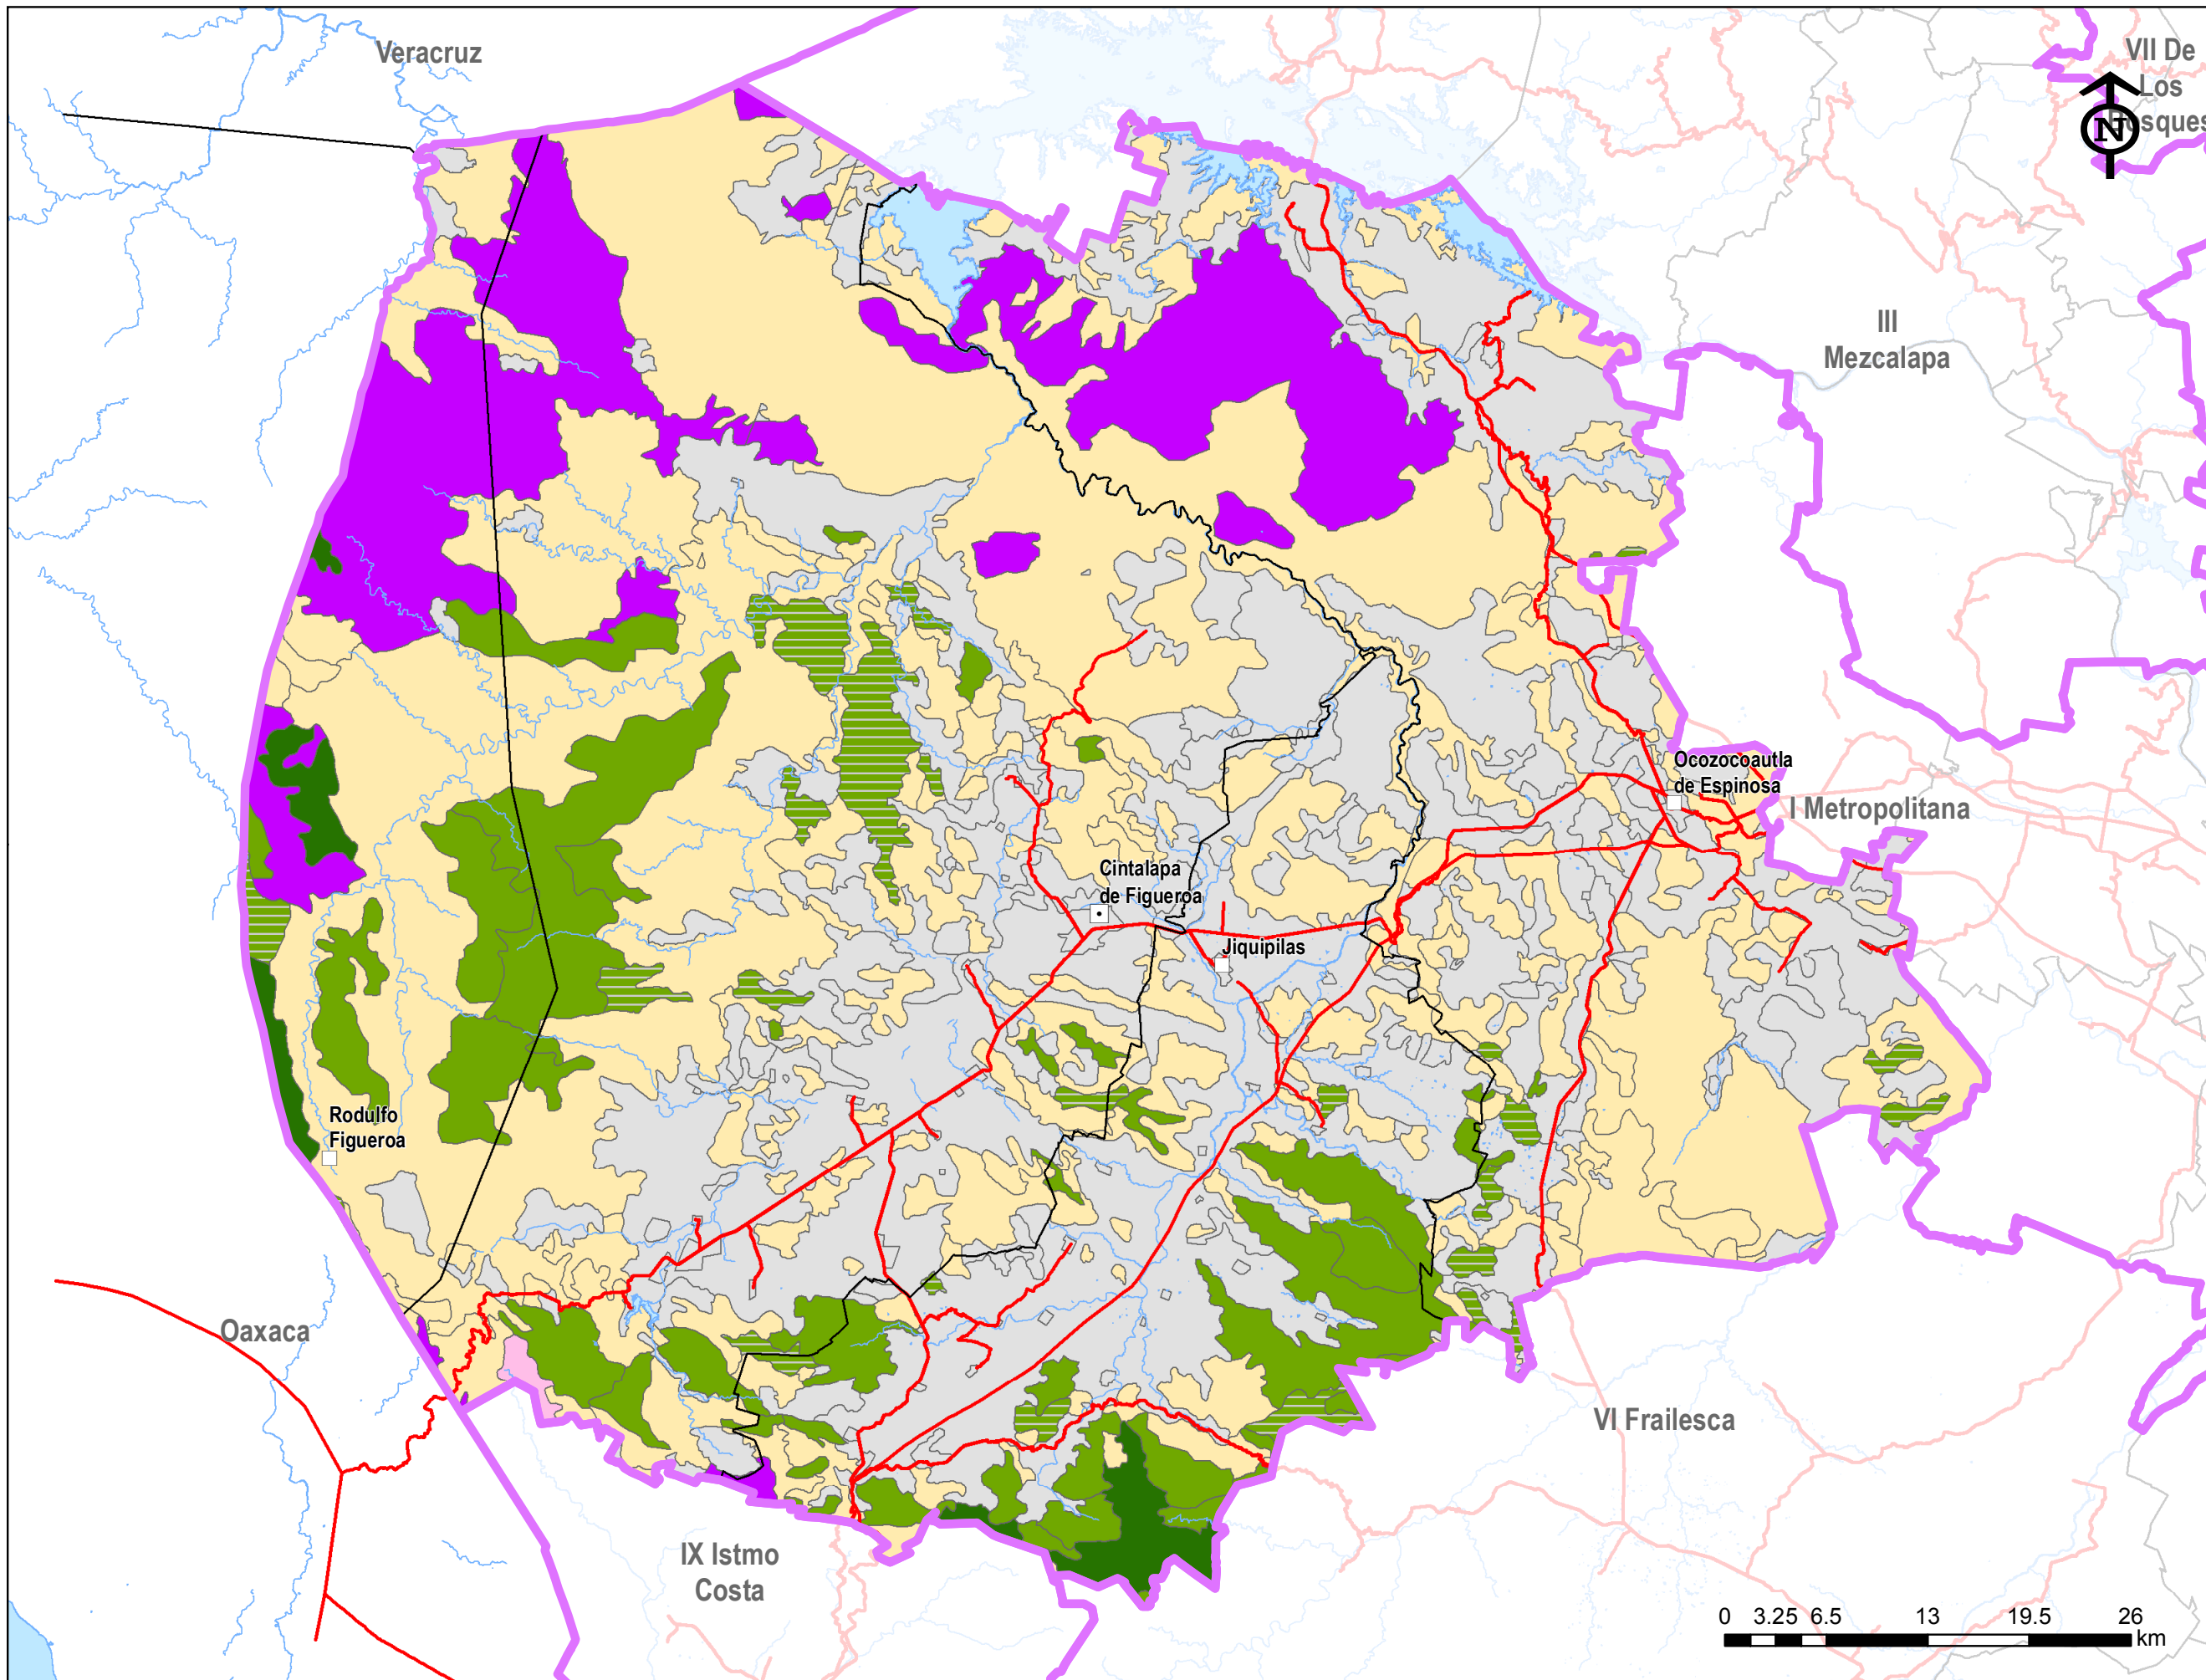 Veracruz
VII De
Los
Bosques
N
III
Mezcalapa
Ocozocoautla
de Espinosa
I Metropolitana
Cintalapa
de Figueroa
Jiquipilas
Rodulfo
Figueroa
Oaxaca
VI Frailesca
IX Istmo
Costa
0 3.25 6.5 13 19.5 26
km